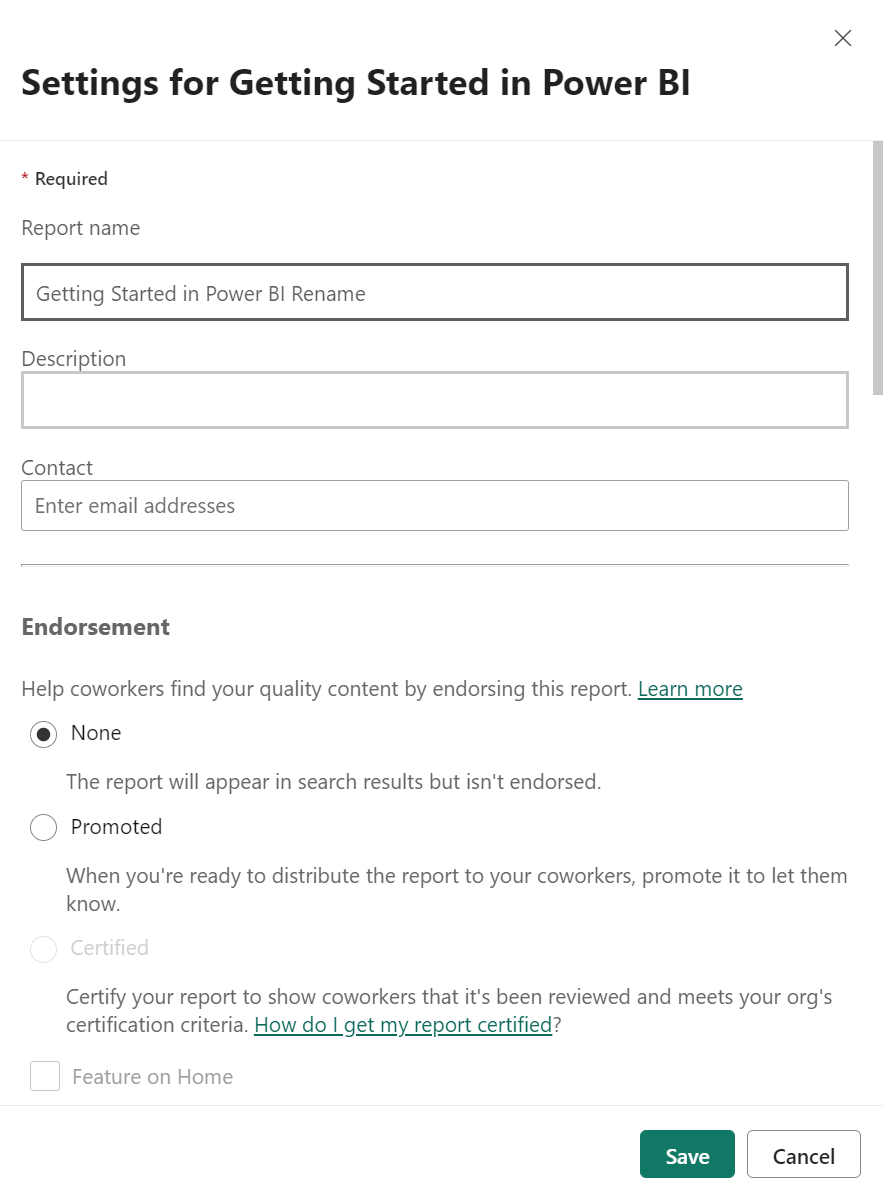 Settings for Getting Started in Power BI
* Required
Report name
Getting Started in Power BI Rename
Description
Contact
Enter email addresses
Endorsement
Help coworkers find your quality content by endorsing this report. Learn more
None
The report will appear in search results but isn't endorsed.
Promoted
When you're ready to distribute the report to your coworkers, promote it to let them
know.
Certified
Certify your report to show coworkers that it's been reviewed and meets your org's
certification criteria. How do I get my report certified?
Feature on Home
Save Cancel